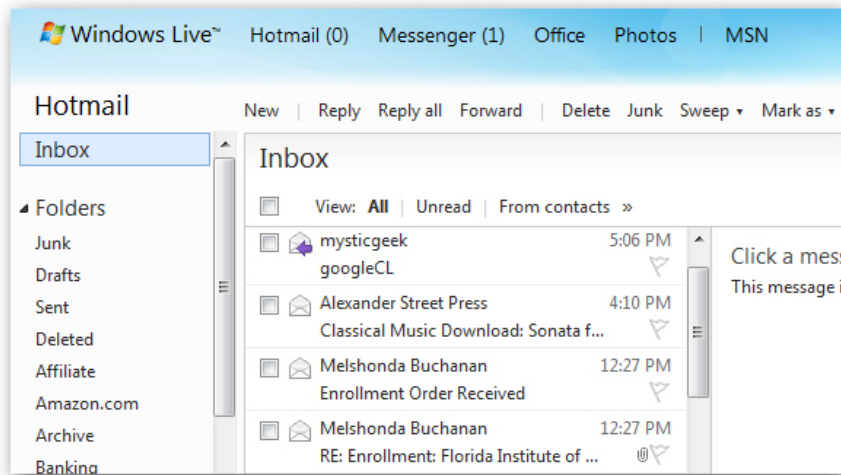 Windows Live™ Hotmail (0) Messenger (1) Office Photos | MSN
Hotmail
New | Reply Reply all Forward | Delete Junk Sweep Mark as
Inbox
Folders
Junk
Drafts
Sent
Deleted
Affiliate
Amazon.com
Archive
Banking
Inbox
View: All | Unread | From contacts »
mysticgeek 5:06 PM
googleCL
Alexander Street Press 4:10 PM
Classical Music Download: Sonata f...
Melshonda Buchanan 12:27 PM
Enrollment Order Received
Melshonda Buchanan 12:27 PM
RE: Enrollment: Florida Institute of ...
Click a mes
This message